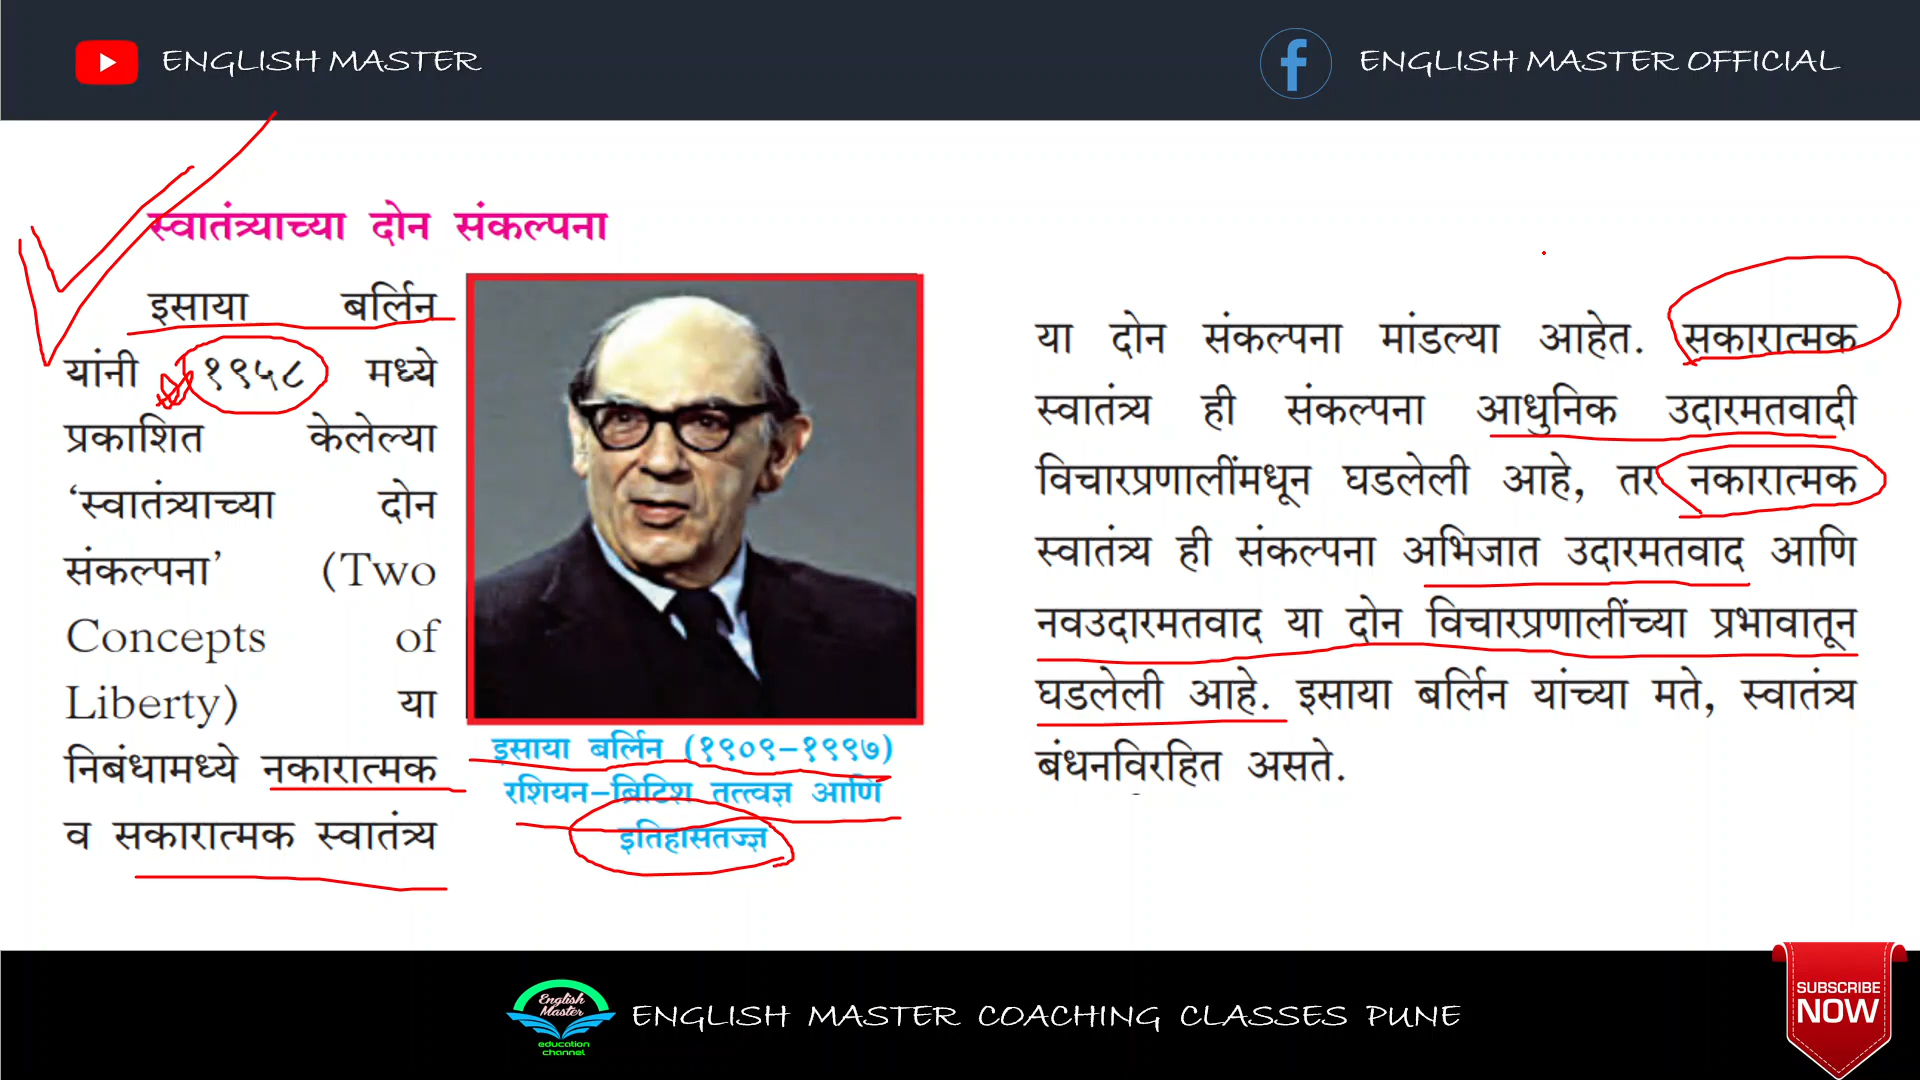 ENGLISH MASTER
ENGLISH MASTER OFFICIAL
स्वातंत्र्याच्या दोन संकल्पना
इसाया बर्लिन
यांनी १९५८ मध्ये
प्रकाशित केलेल्या
‘स्वातंत्र्याच्या दोन
संकल्पना’ (Two
Concepts of
Liberty) या
निबंधामध्ये नकारात्मक
व सकारात्मक स्वातंत्र्य
इसाया बर्लिन (१९०९–१९९७)
रशियन–ब्रिटिश तत्त्वज्ञ आणि
इतिहासतज्ज्ञ
या दोन संकल्पना मांडल्या आहेत. सकारात्मक
स्वातंत्र्य ही संकल्पना आधुनिक उदारमतवादी
विचारप्रणालींमधून घडलेली आहे, तर नकारात्मक
स्वातंत्र्य ही संकल्पना अभिजात उदारमतवाद आणि
नवउदारमतवाद या दोन विचारप्रणालींच्या प्रभावातून
घडलेली आहे. इसाया बर्लिन यांच्या मते, स्वातंत्र्य
बंधनविरहित असते.
English
Master
education
channel
ENGLISH MASTER COACHING CLASSES PUNE
SUBSCRIBE
NOW